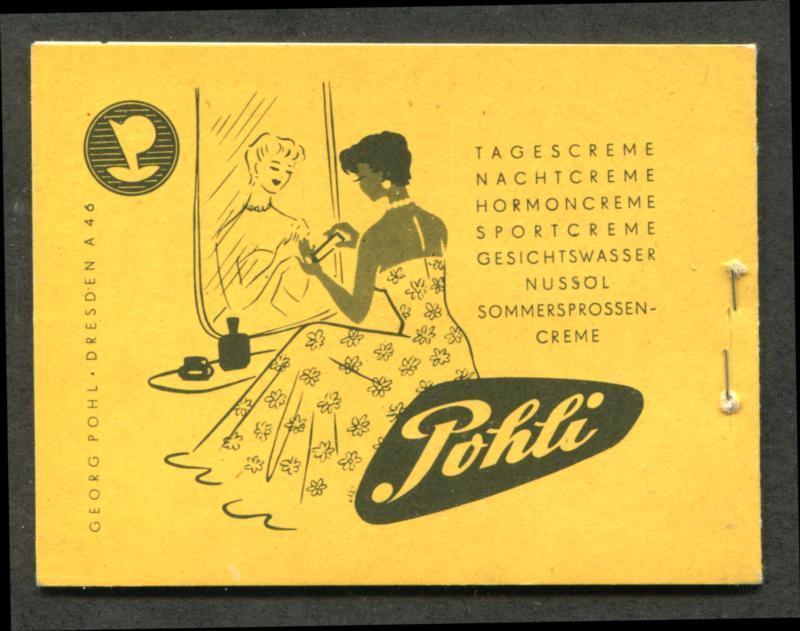 GEORG POHL · DRESDEN A 46
TAGESCREME
NACHTCREME
HORMONCREME
SPORTCREME
GESICHTSWASSER
NUSSÖL
SOMMERSPROSSEN-
CREME
Pohli